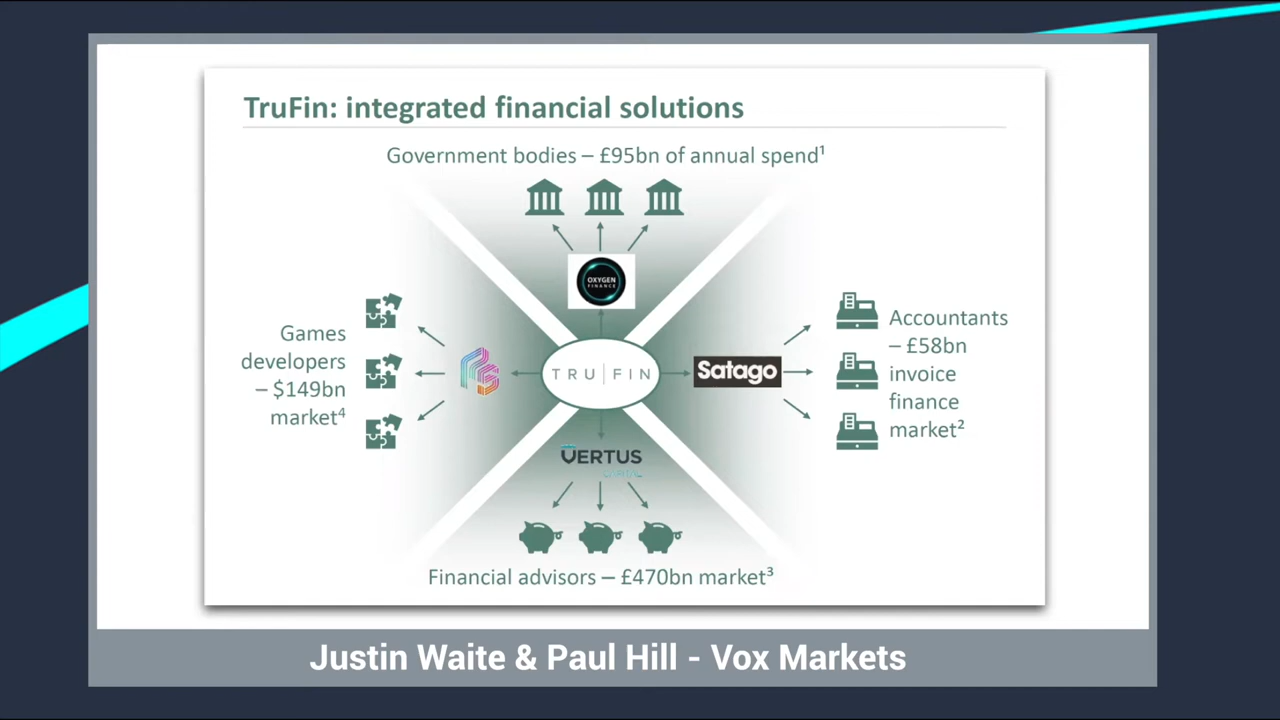 TruFin: integrated financial solutions
Government bodies – £95bn of annual spend¹
OXYGEN
FINANCE
Games
developers
– $149bn
market⁴
TRU|FIN
Satago
Accountants
– £58bn
invoice
finance
market²
VERTUS
CAPITAL
Financial advisors – £470bn market³
Justin Waite & Paul Hill - Vox Markets